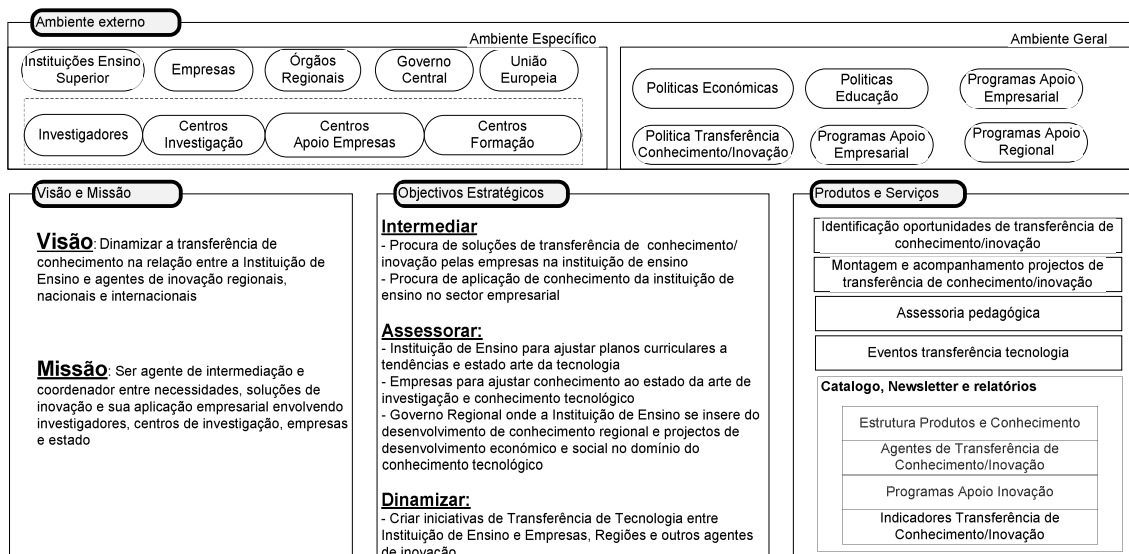 Ambiente externo
Ambiente Específico
Instituições Ensino
Superior
Empresas
Órgãos
Regionais
Governo
Central
União
Europeia
Investigadores
Centros
Investigação
Centros
Apoio Empresas
Centros
Formação
Ambiente Geral
Politicas Económicas
Politicas
Educação
Programas Apoio
Empresarial
Politica Transferência
Conhecimento/Inovação
Programas Apoio
Empresarial
Programas Apoio
Regional
Visão e Missão
Visão: Dinamizar a transferência de
conhecimento na relação entre a Instituição de
Ensino e agentes de inovação regionais,
nacionais e internacionais
Missão: Ser agente de intermediação e
coordenador entre necessidades, soluções de
inovação e sua aplicação empresarial envolvendo
investigadores, centros de investigação, empresas
e estado
Objectivos Estratégicos
Intermediar
- Procura de soluções de transferência de conhecimento/
inovação pelas empresas na instituição de ensino
- Procura de aplicação de conhecimento da instituição de
ensino no sector empresarial
Assessorar:
- Instituição de Ensino para ajustar planos curriculares a
tendências e estado arte da tecnologia
- Empresas para ajustar conhecimento ao estado da arte de
investigação e conhecimento tecnológico
- Governo Regional onde a Instituição de Ensino se insere do
desenvolvimento de conhecimento regional e projectos de
desenvolvimento económico e social no domínio do
conhecimento tecnológico
Dinamizar:
- Criar iniciativas de Transferência de Tecnologia entre
Instituição de Ensino e Empresas, Regiões e outros agentes
de inovação
Produtos e Serviços
Identificação oportunidades de transferência de
conhecimento/inovação
Montagem e acompanhamento projectos de
transferência de conhecimento/inovação
Assessoria pedagógica
Eventos transferência tecnologia
Catalogo, Newsletter e relatórios
Estrutura Produtos e Conhecimento
Agentes de Transferência de
Conhecimento/Inovação
Programas Apoio Inovação
Indicadores Transferência de
Conhecimento/Inovação